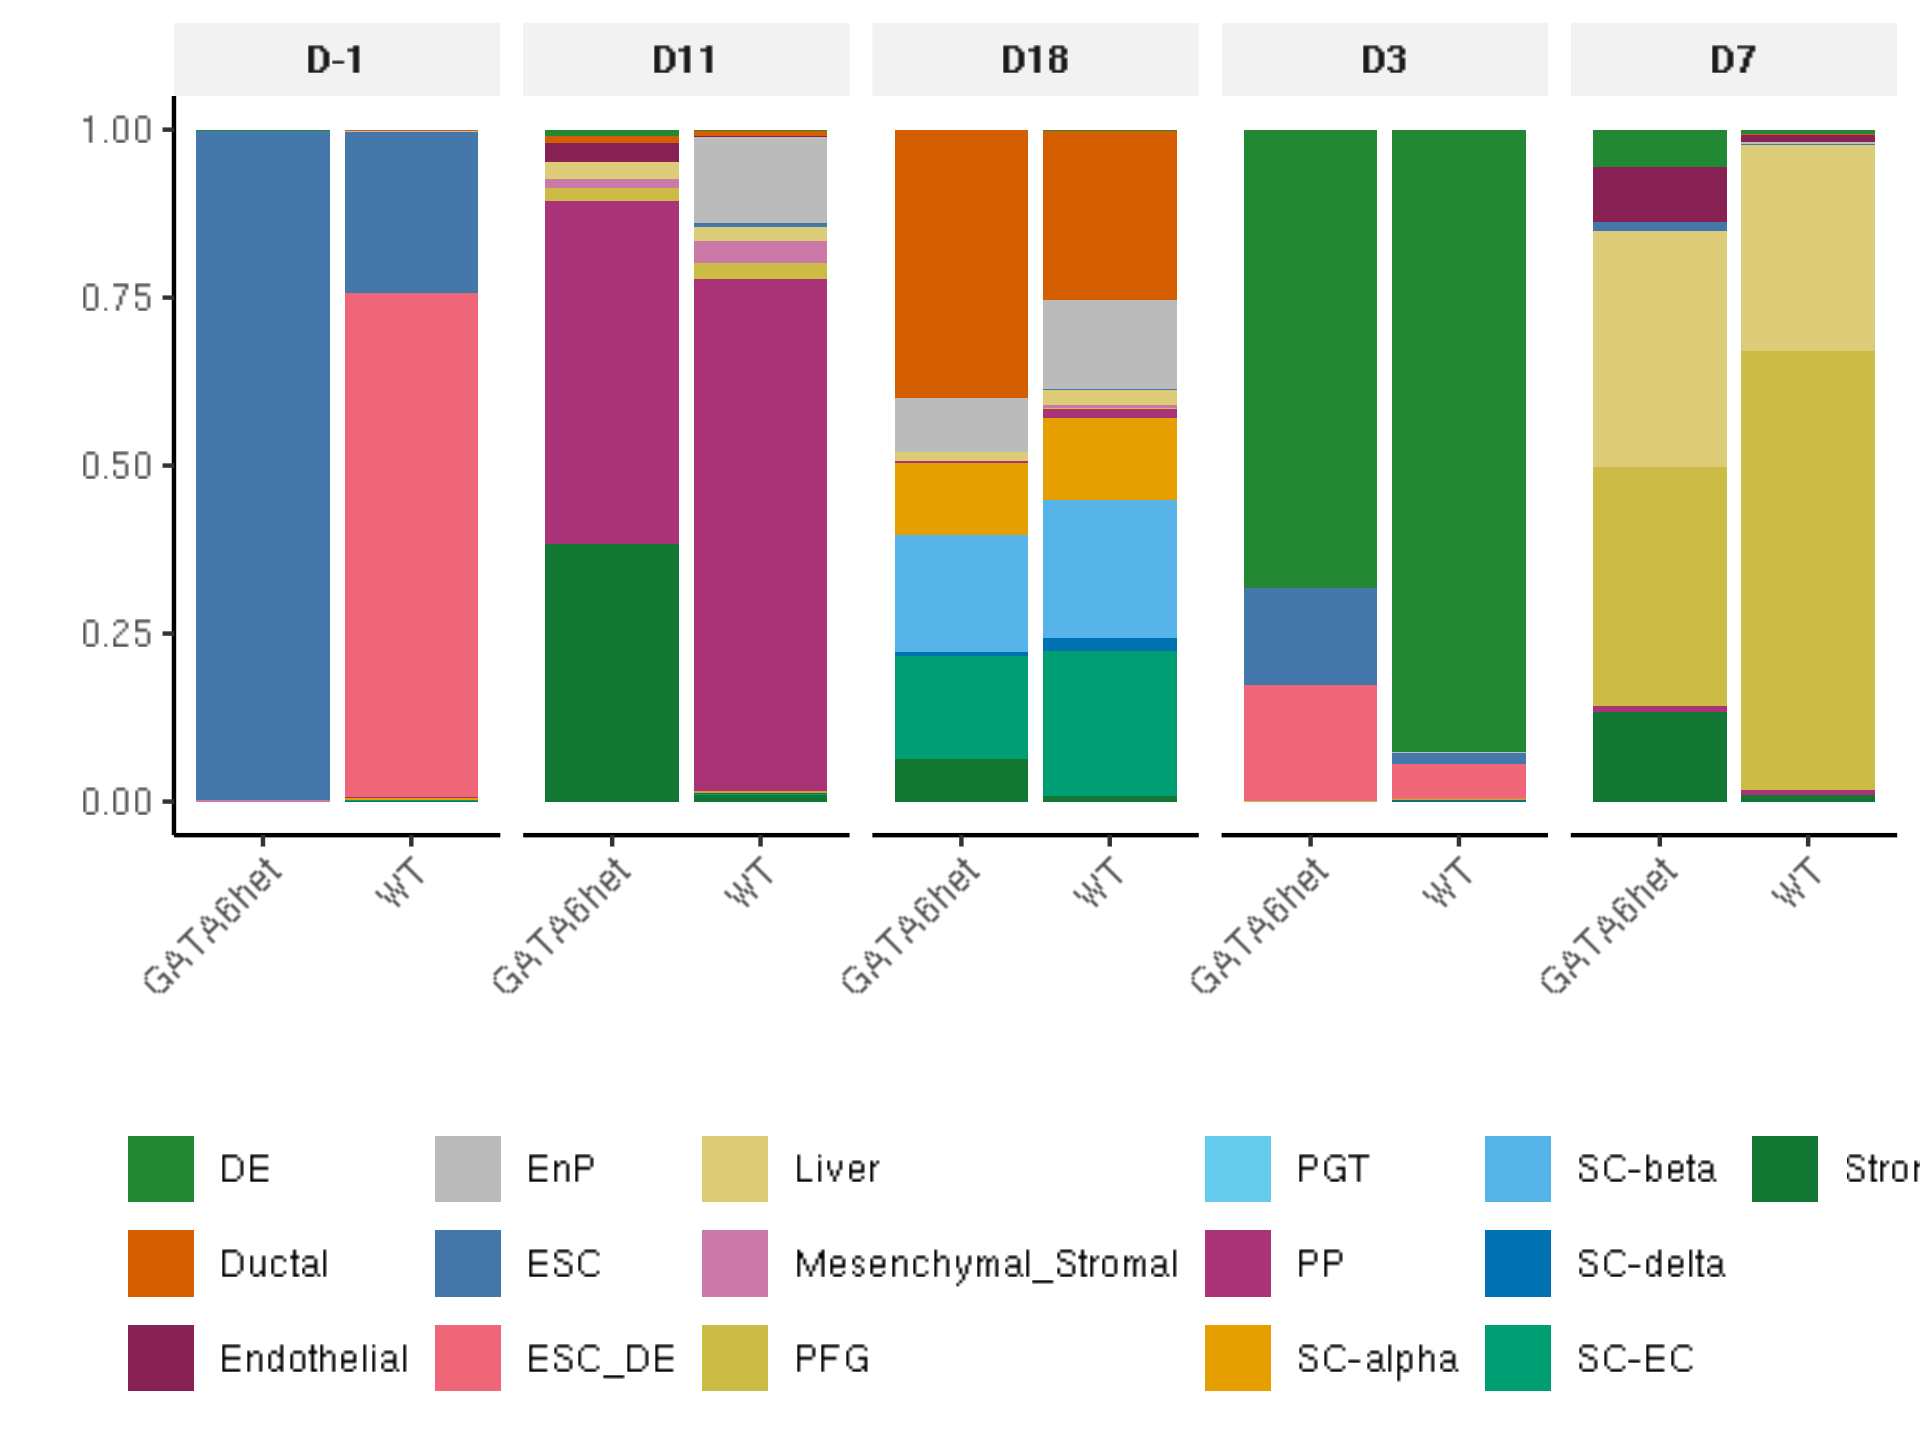 D-1 D11 D18 D3 D7
1.00
0.75
0.50
0.25
0.00
GATA6het WT GATA6het WT GATA6het WT GATA6het WT GATA6het WT
DE EnP Liver PGT SC-beta
Ductal ESC Mesenchymal_Stromal PP SC-delta
Endothelial ESC_DE PFG SC-alpha SC-EC